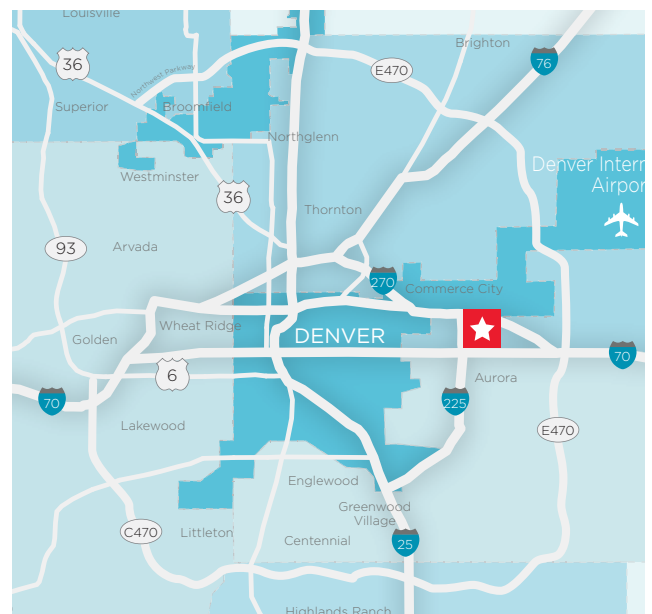 Louisville
Brighton
E470
36
76
Northwest Parkway
Superior
Broomfield
Northglenn
Denver Intern
Airpor
Westminster
36
Thornton
93
Arvada
270
Commerce City
Wheat Ridge
DENVER
Golden
70
6
Aurora
70
225
Lakewood
E470
Englewood
Greenwood
Village
C470
Littleton
Centennial
25
Highlands Ranch